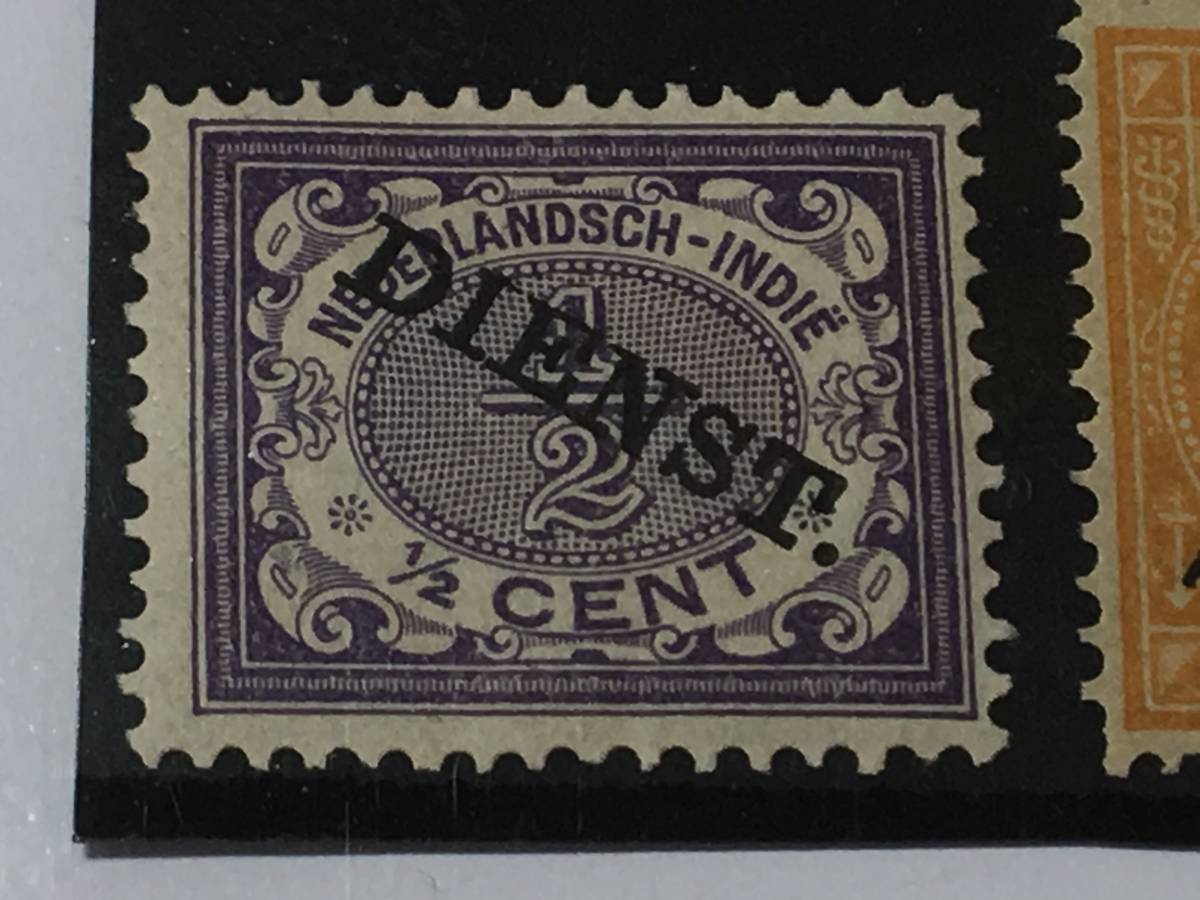 NEDERLANDSCH-INDIË
1/2
DIENST.
1/2 CENT